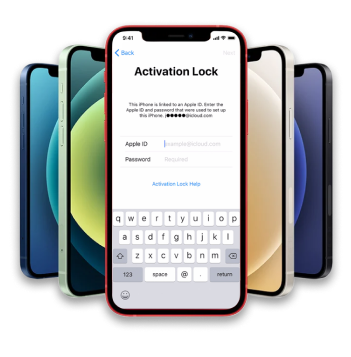 9:41
Back
Next
Activation Lock
This iPhone is linked to an Apple ID. Enter the
Apple ID and password that were used to set up
this iPhone. j●●●●●@icloud.com
Apple ID example@icloud.com
Password Required
Activation Lock Help
q w e r t y u i o p
a s d f g h j k l
z x c v b n m
123 space @ . return